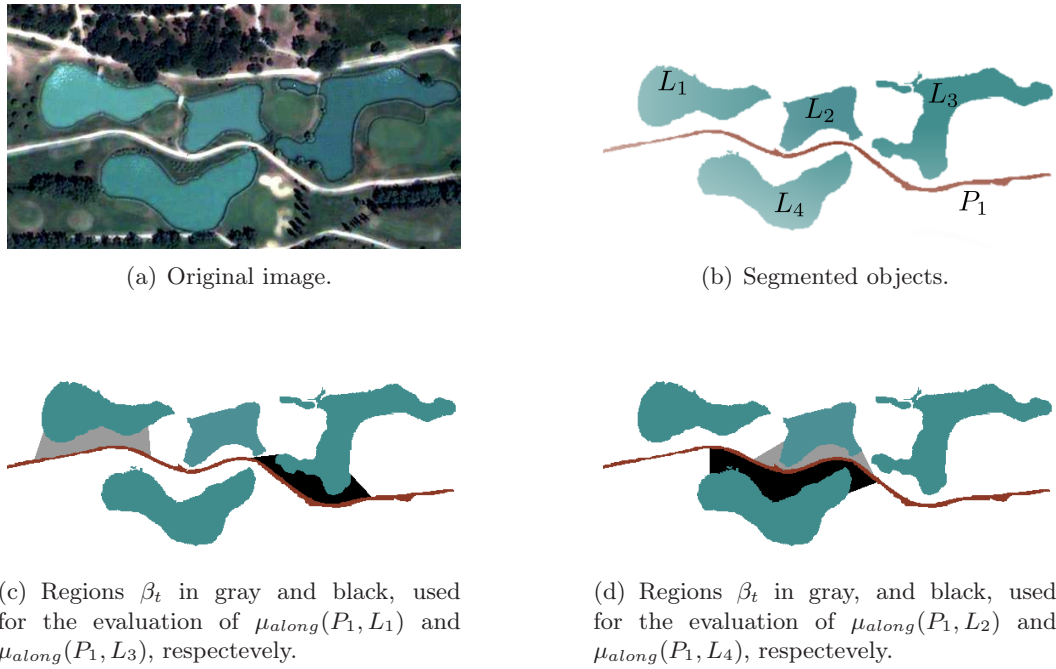 L1
L2
L3
L4
P1
(a) Original image.
(b) Segmented objects.
(c) Regions βt in gray and black, used
for the evaluation of μalong(P1, L1) and
μalong(P1, L3), respectevely.
(d) Regions βt in gray, and black, used
for the evaluation of μalong(P1, L2) and
μalong(P1, L4), respectevely.